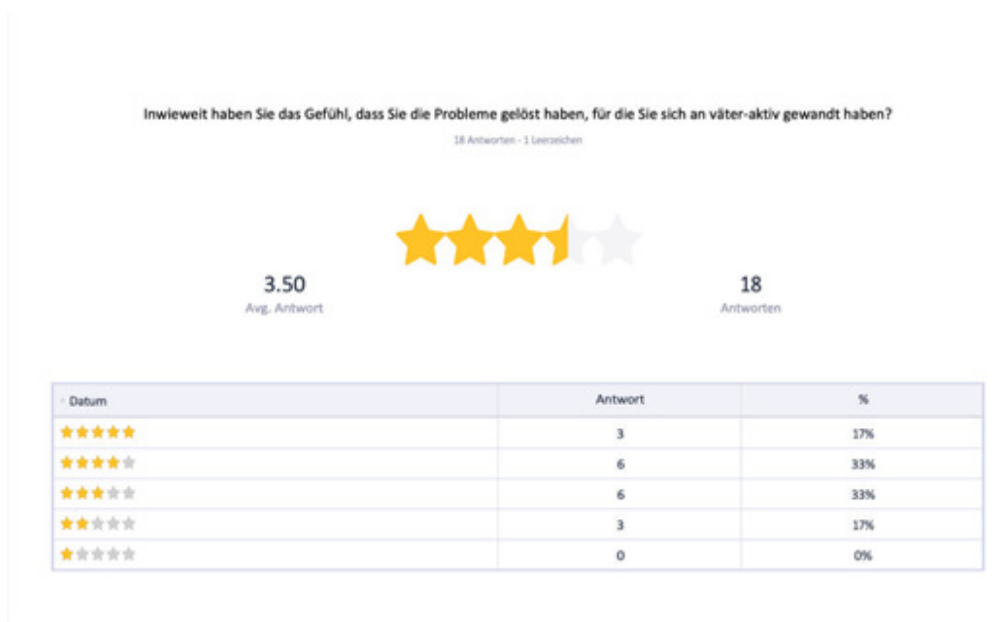 Inwieweit haben Sie das Gefühl, dass Sie die Probleme gelöst haben, für die Sie sich an väter-aktiv gewandt haben?
18 Antworten - 1 Leerzeichen
3.50
Avg. Antwort
18
Antworten
Datum Antwort %
3 17%
6 33%
6 33%
3 17%
0 0%